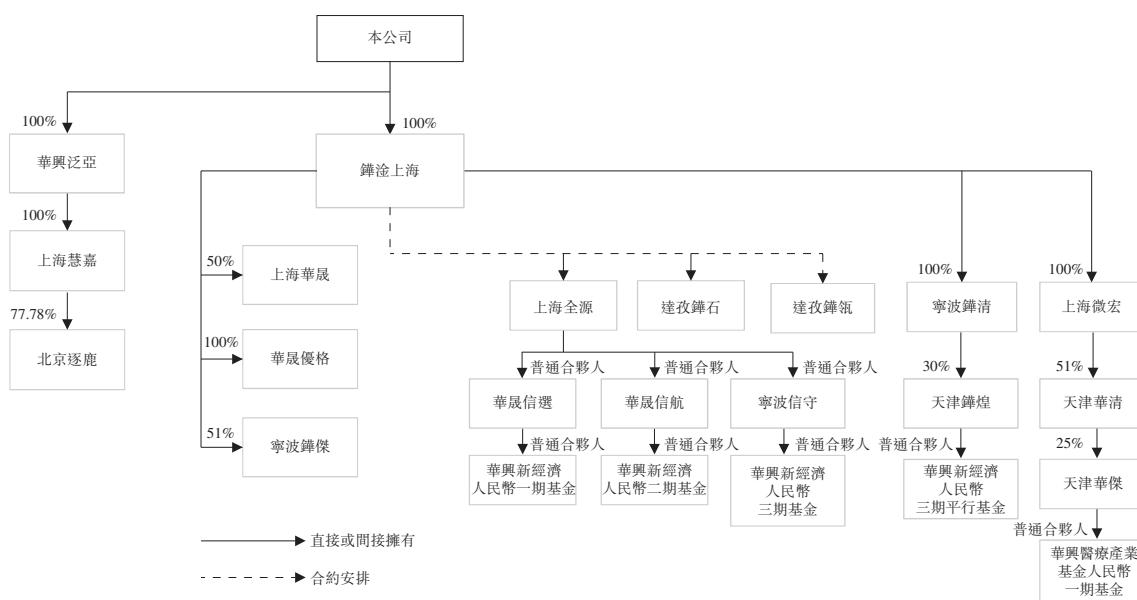 本公司
100%
100%
華興泛亞
鏵淦上海
100%
上海慧嘉
77.78%
北京逐鹿
50%
上海華晟
100%
華晟優格
51%
寧波鏵傑
上海全源
達孜鏵石
達孜鏵瓴
100%
寧波鏵清
100%
上海微宏
普通合夥人
普通合夥人
普通合夥人
30%
51%
華晟信選
華晟信航
寧波信守
天津鏵煌
天津華清
普通合夥人
普通合夥人
普通合夥人
普通合夥人
25%
華興新經濟
人民幣一期基金
華興新經濟
人民幣二期基金
華興新經濟
人民幣
三期基金
華興新經濟
人民幣
三期平行基金
天津華傑
普通合夥人
華興醫療產業
基金人民幣
一期基金
直接或間接擁有
合約安排